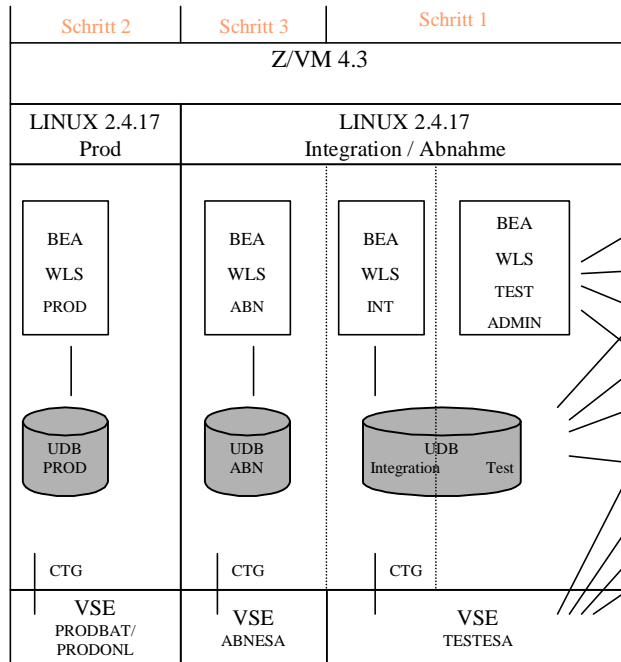 Schritt 2
Schritt 3
Schritt 1
Z/VM 4.3
LINUX 2.4.17
Prod
LINUX 2.4.17
Integration / Abnahme
BEA
WLS
PROD
BEA
WLS
ABN
BEA
WLS
INT
BEA
WLS
TEST
ADMIN
UDB
PROD
UDB
ABN
UDB
Integration Test
CTG
CTG
CTG
VSE
PRODBAT/
PRODONL
VSE
ABNESA
VSE
TESTESA